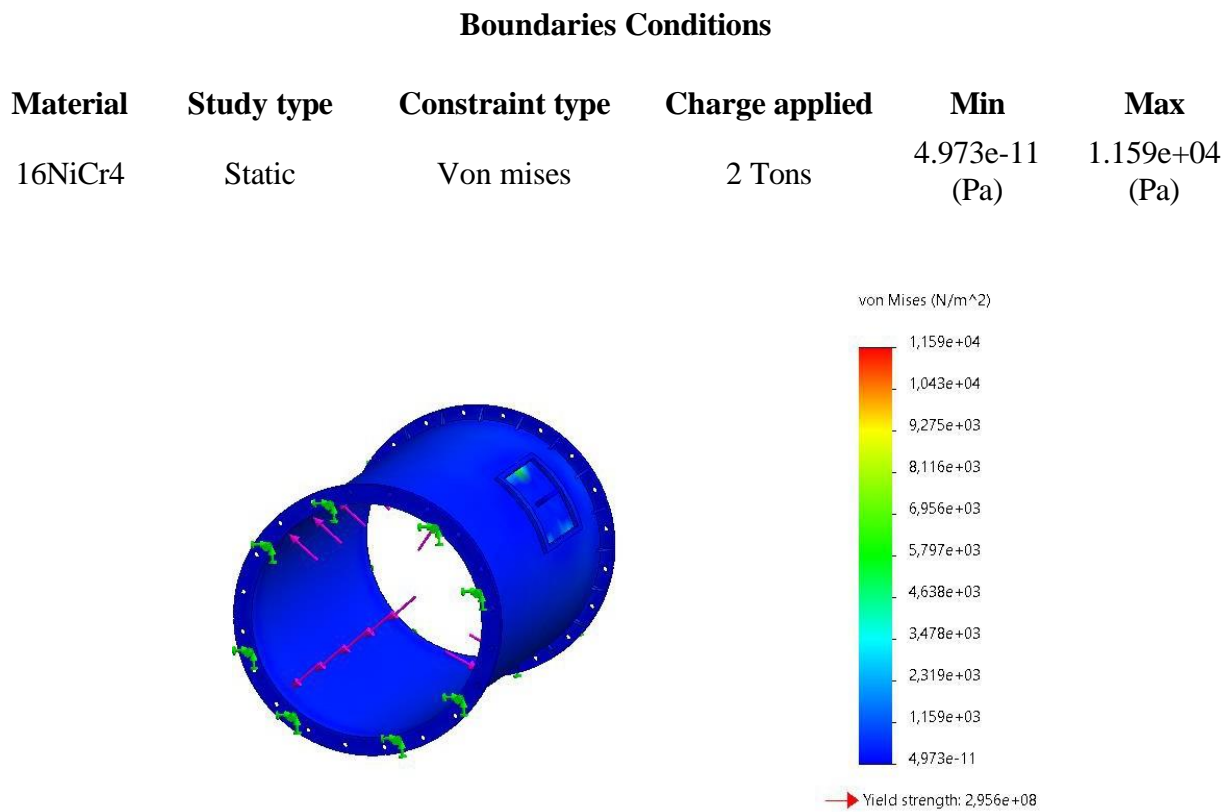 Boundaries Conditions
Material Study type Constraint type Charge applied Min Max
16NiCr4 Static Von mises 2 Tons 4.973e-11 (Pa) 1.159e+04 (Pa)
von Mises (N/m^2)
1,159e+04
1,043e+04
9,275e+03
8,116e+03
6,956e+03
5,797e+03
4,638e+03
3,478e+03
2,319e+03
1,159e+03
4,973e-11
Yield strength: 2,956e+08